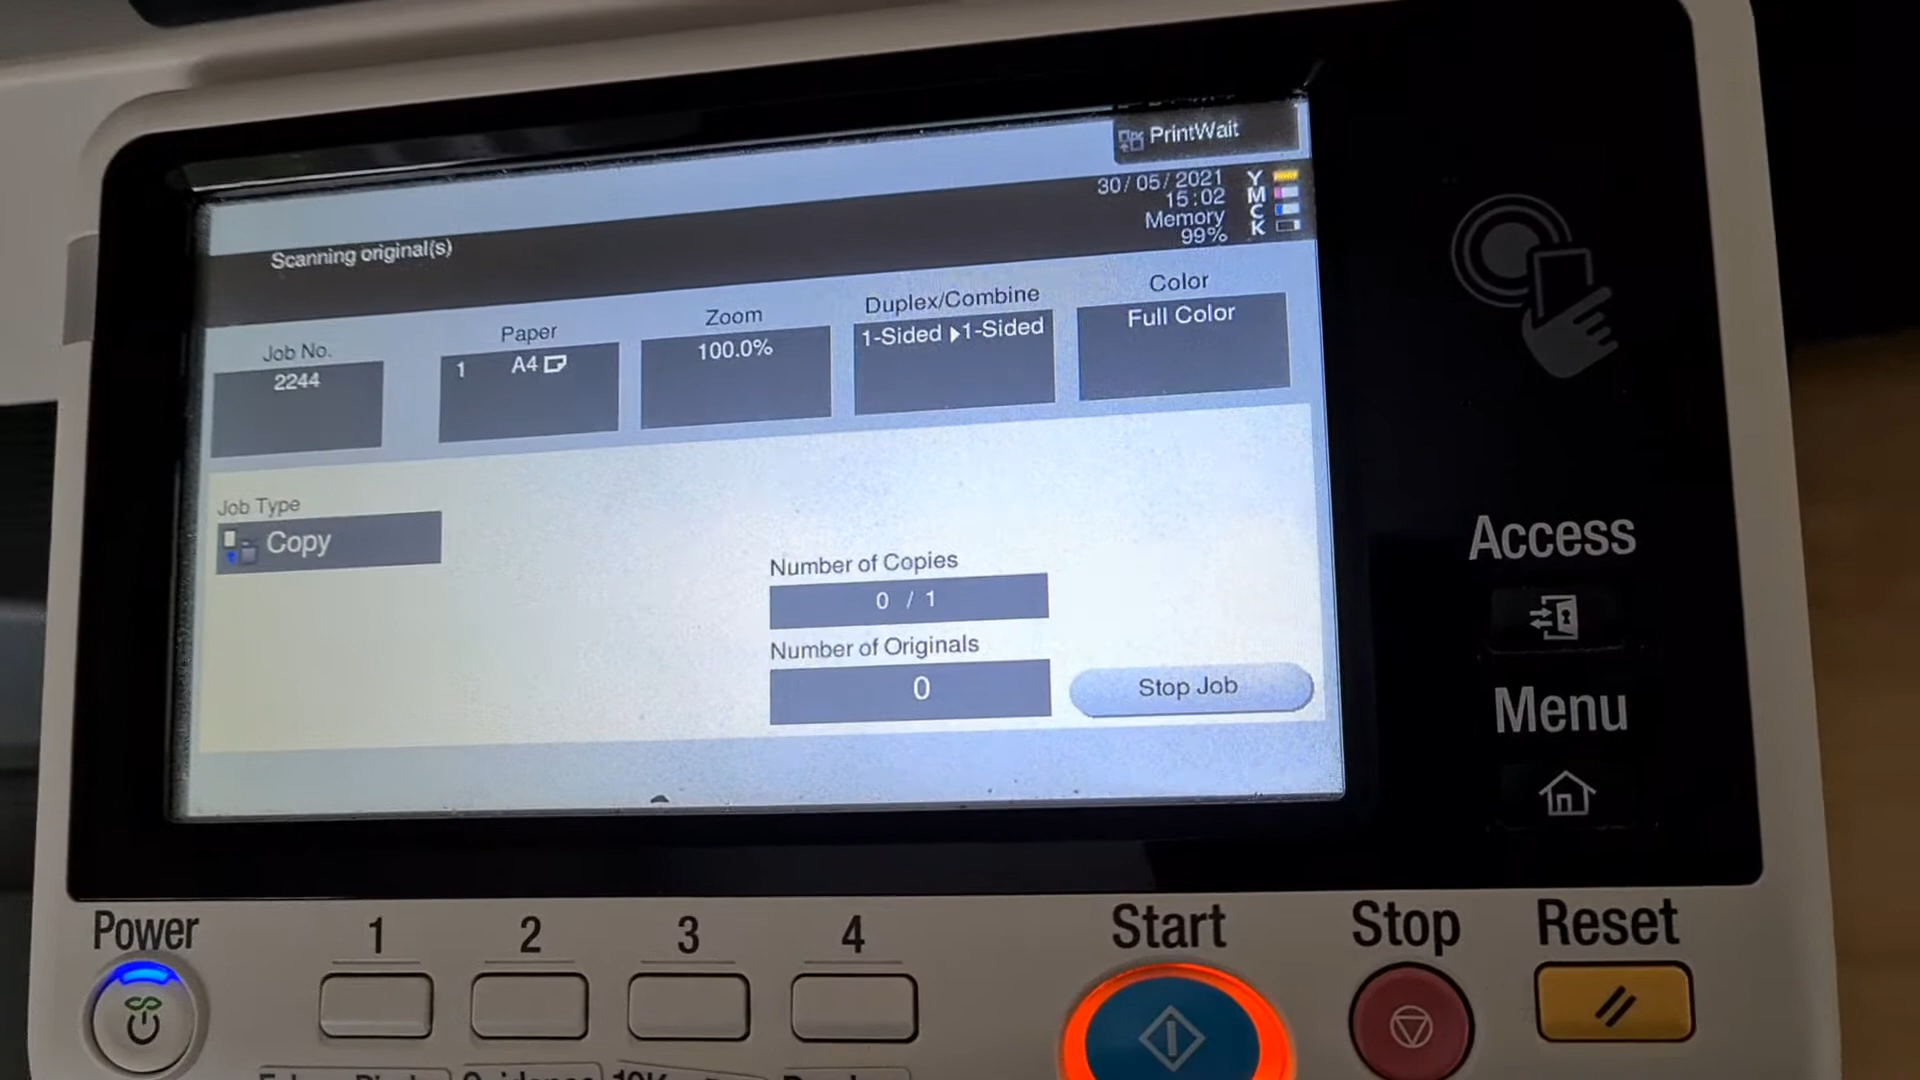 PrintWait
30/05/2021
15:02
Memory
99%
Y
M
C
K
Scanning original(s)
Job No.
2244
Paper
1 A4
Zoom
100.0%
Duplex/Combine
1-Sided ▶1-Sided
Color
Full Color
Job Type
Copy
Number of Copies
0 / 1
Number of Originals
0
Stop Job
Access
Menu
Power
1
2
3
4
Start
Stop
Reset